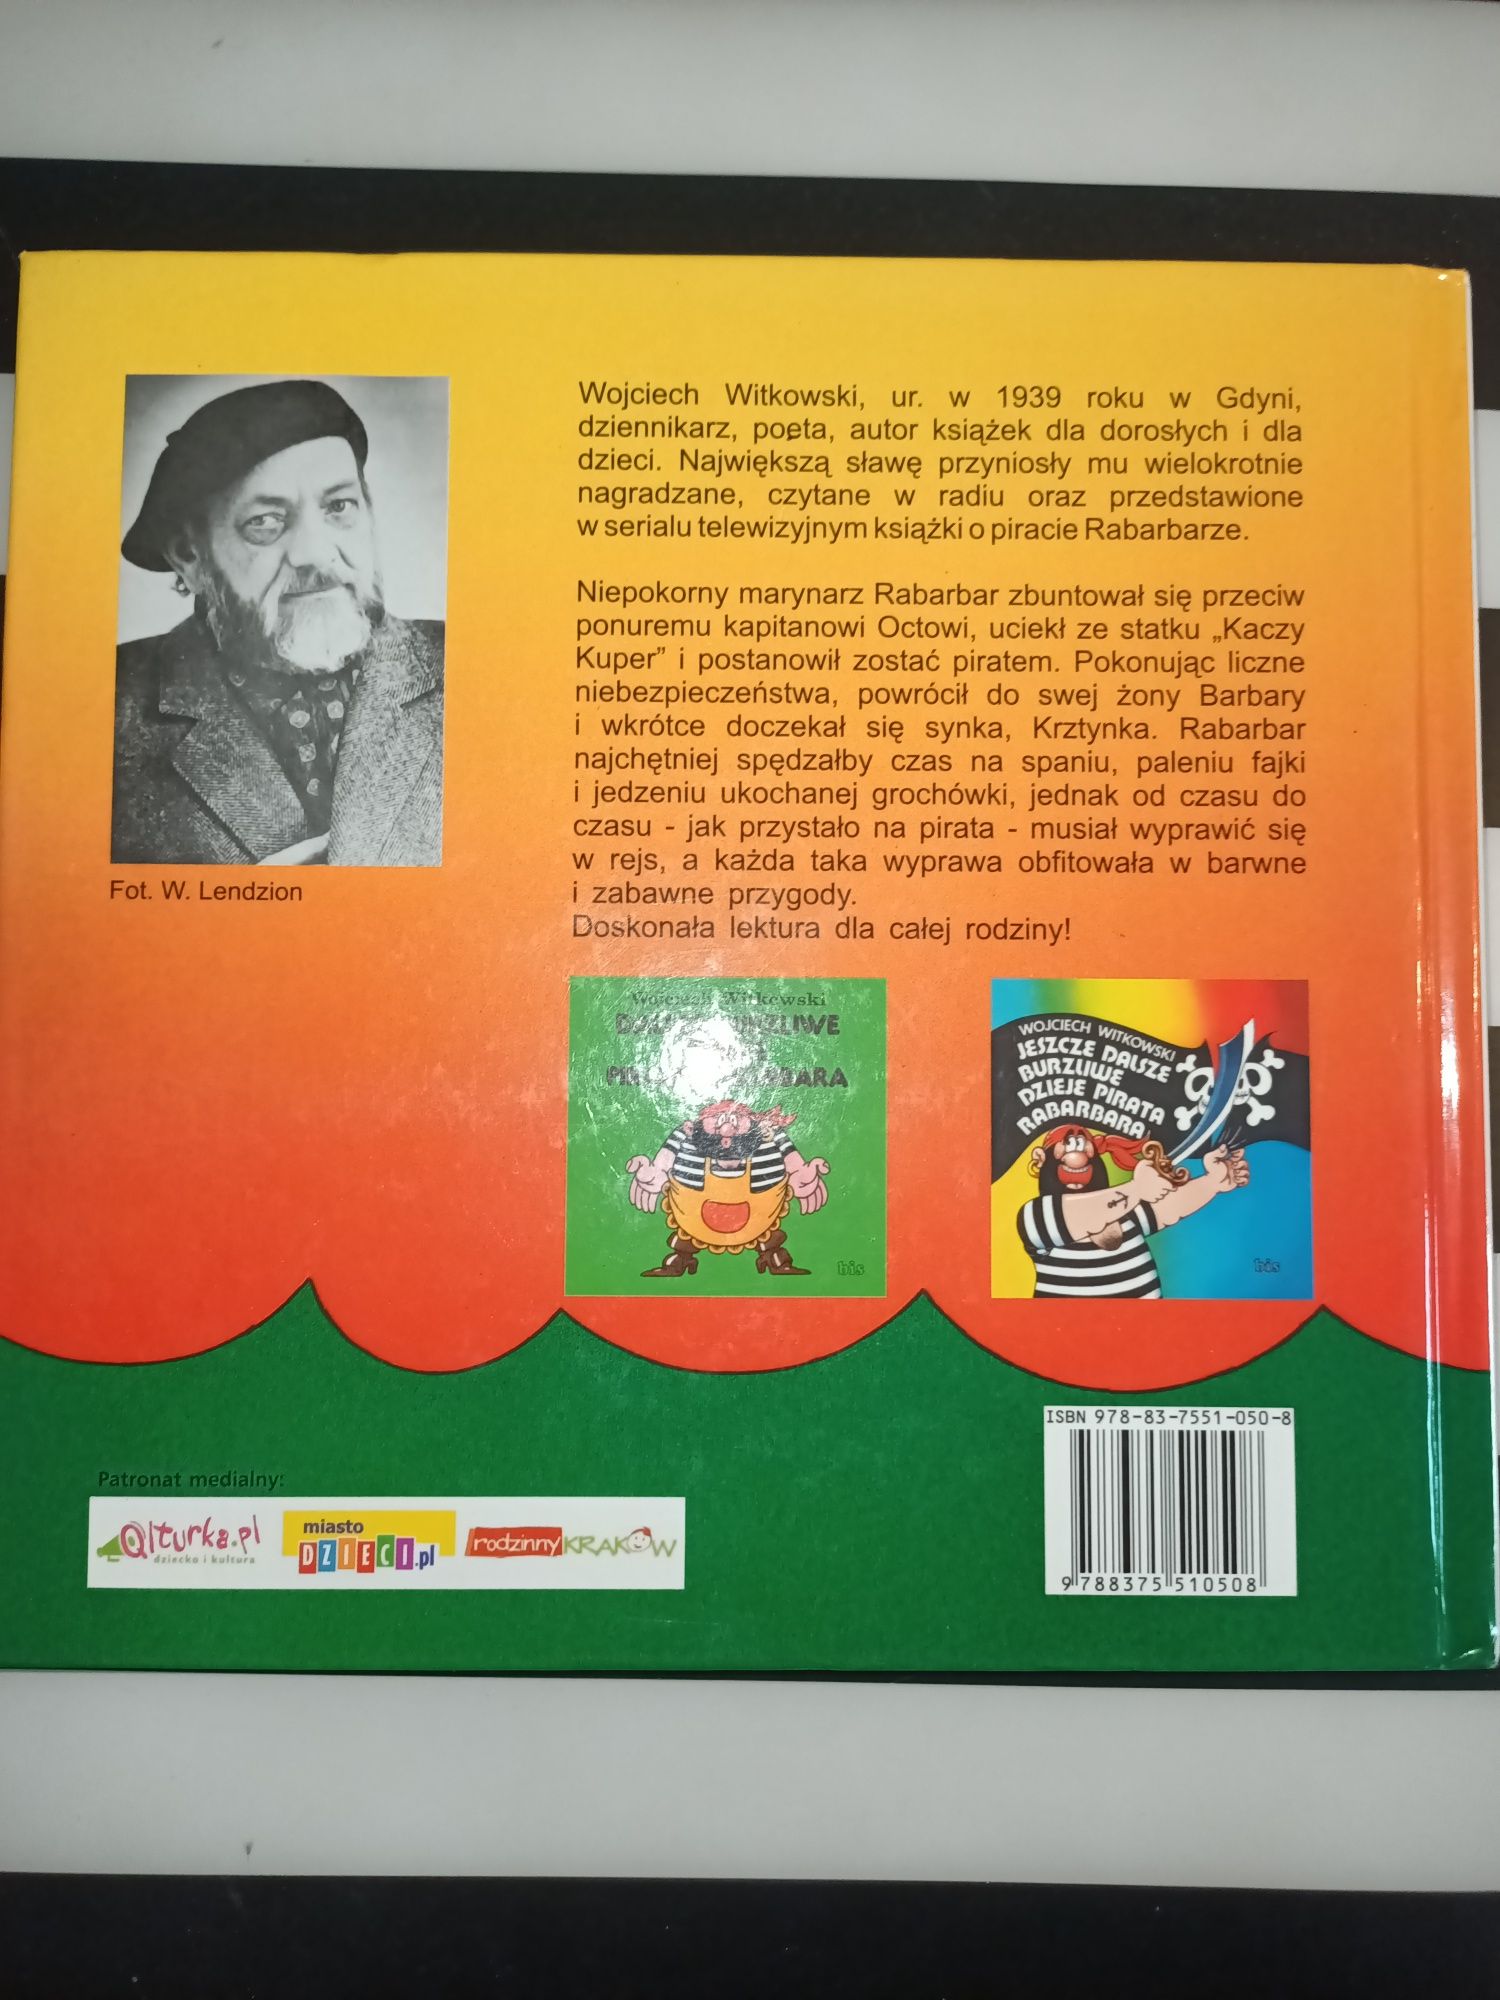 Wojciech Witkowski, ur. w 1939 roku w Gdyni,
dziennikarz, poeta, autor książek dla dorosłych i dla
dzieci. Największą sławę przyniosły mu wielokrotnie
nagradzane, czytane w radiu oraz przedstawione
w serialu telewizyjnym książki o piracie Rabarbarze.
Niepokorny marynarz Rabarbar zbuntował się przeciw
ponuremu kapitanowi Octowi, uciekł ze statku „Kaczy
Kuper” i postanowił zostać piratem. Pokonując liczne
niebezpieczeństwa, powrócił do swej żony Barbary
i wkrótce doczekał się synka, Krztynka. Rabarbar
najchętniej spędzałby czas na spaniu, paleniu fajki
i jedzeniu ukochanej grochówki, jednak od czasu do
czasu - jak przystało na pirata - musiał wyprawić się
w rejs, a każda taka wyprawa obfitowała w barwne
i zabawne przygody.
Doskonała lektura dla całej rodziny!
Fot. W. Lendzion
Wojciech Witkowski
bis
WOJCIECH WITKOWSKI
JESZCZE DALSZE
BURZLIWE
DZIEJE PIRATA
RABARBARA
bis
ISBN 978-83-7551-050-8
9 788375 510508
Patronat medialny:
Qlturka.pl
dziecko i kultura
miasto
DZIECI.pl
rodzinny KRAKÓW